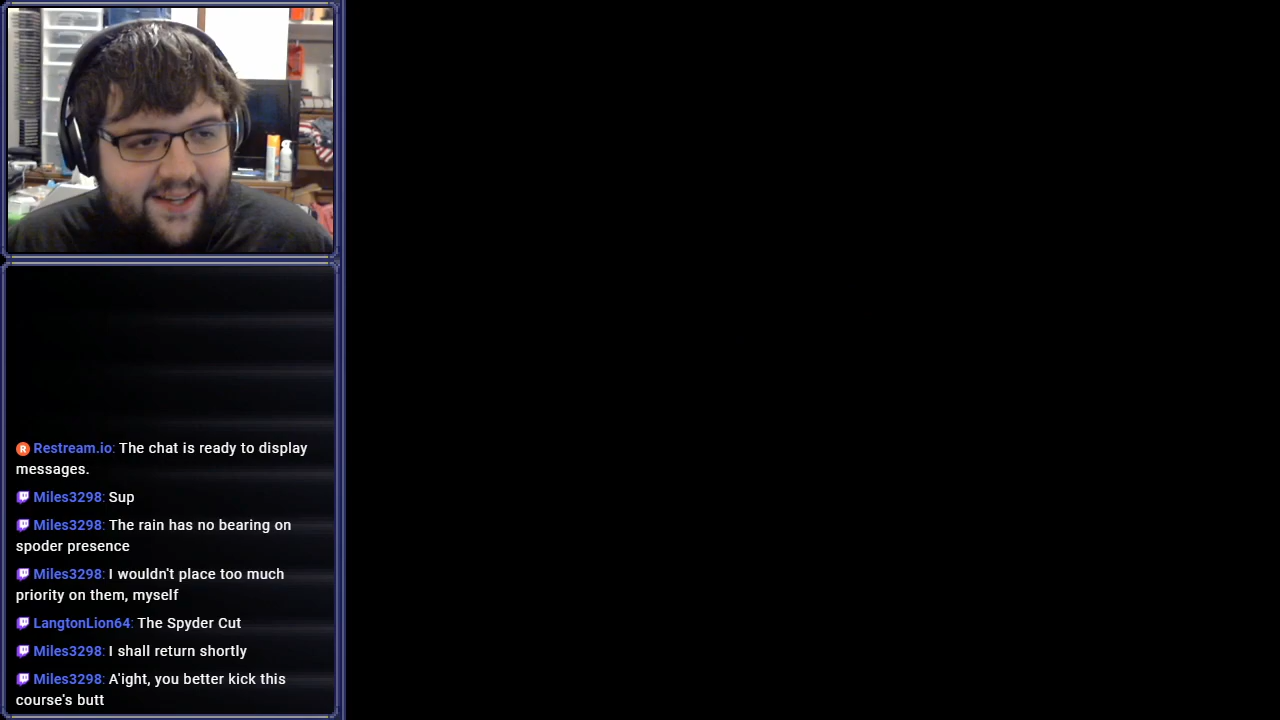 Restream.io: The chat is ready to display
messages.
Miles3298: Sup
Miles3298: The rain has no bearing on
spoder presence
Miles3298: I wouldn't place too much
priority on them, myself
LangtonLion64: The Spyder Cut
Miles3298: I shall return shortly
Miles3298: A'ight, you better kick this
course's butt